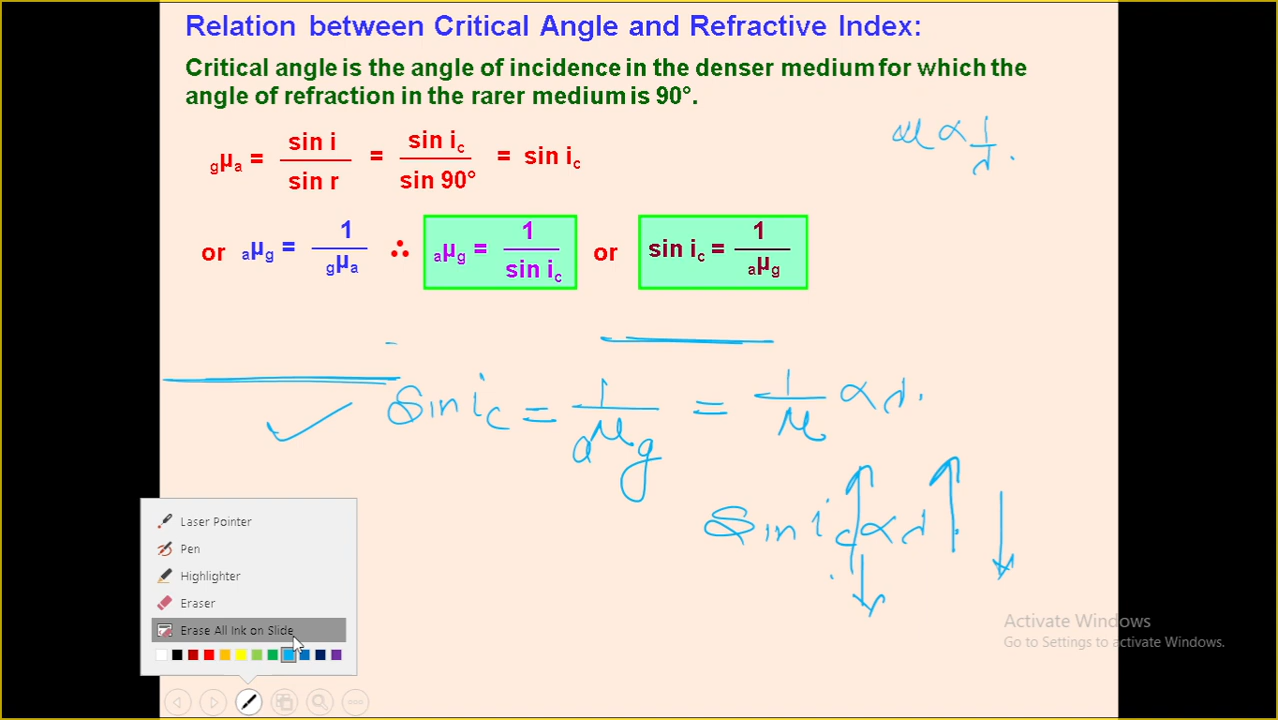 Relation between Critical Angle and Refractive Index:
Critical angle is the angle of incidence in the denser medium for which the
angle of refraction in the rarer medium is 90°.
μ ∝ 1/λ.
gμa = sin i / sin r = sin ic / sin 90° = sin ic
or aμg = 1 / gμa ∴ aμg = 1 / sin ic or sin ic = 1 / aμg
Sin ic = 1 / aμg = 1 / μ ∝ λ.
Sin ic ↑ ∝ λ ↑ ↓
↓
Laser Pointer
Pen
Highlighter
Eraser
Erase All Ink on Slide
Activate Windows
Go to Settings to activate Windows.